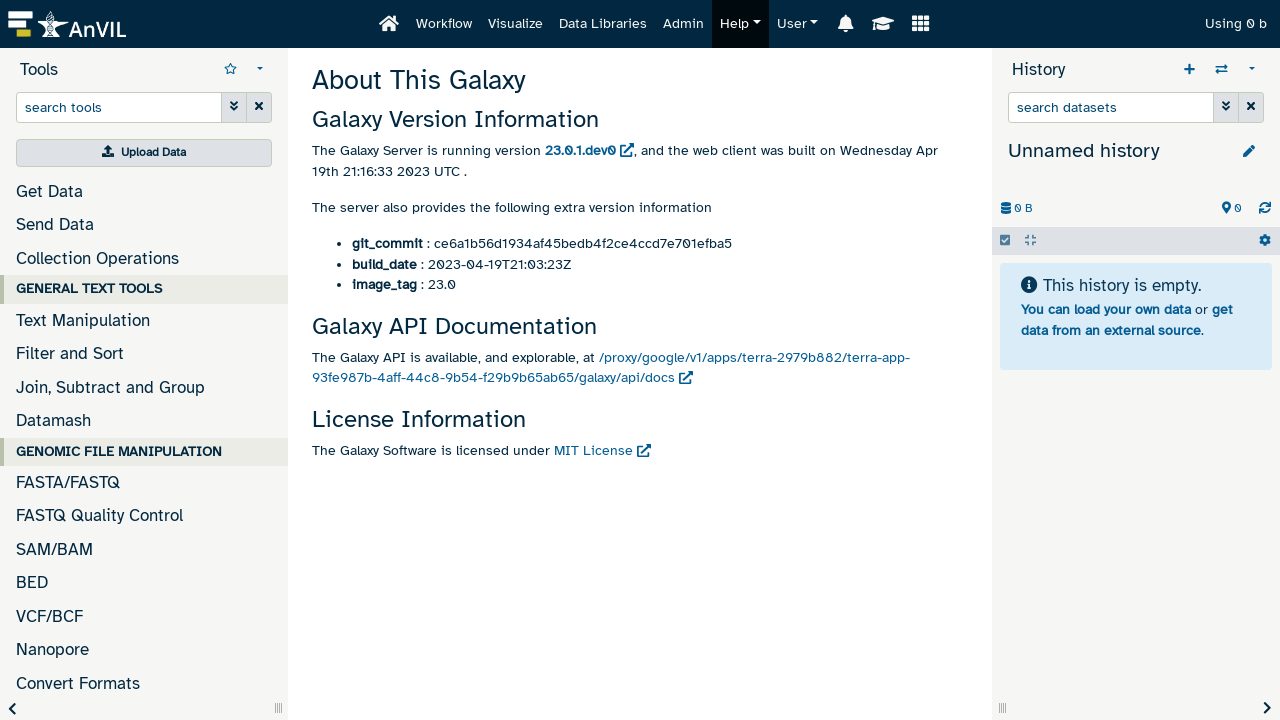 AnVIL
Workflow Visualize Data Libraries Admin Help User
Using 0 b
Tools
search tools
Upload Data
Get Data
Send Data
Collection Operations
GENERAL TEXT TOOLS
Text Manipulation
Filter and Sort
Join, Subtract and Group
Datamash
GENOMIC FILE MANIPULATION
FASTA/FASTQ
FASTQ Quality Control
SAM/BAM
BED
VCF/BCF
Nanopore
Convert Formats
About This Galaxy
Galaxy Version Information
The Galaxy Server is running version 23.0.1.dev0 , and the web client was built on Wednesday Apr
19th 21:16:33 2023 UTC .
The server also provides the following extra version information
• git_commit : ce6a1b56d1934af45bedb4f2ce4ccd7e701efba5
• build_date : 2023-04-19T21:03:23Z
• image_tag : 23.0
Galaxy API Documentation
The Galaxy API is available, and explorable, at /proxy/google/v1/apps/terra-2979b882/terra-app-
93fe987b-4aff-44c8-9b54-f29b9b65ab65/galaxy/api/docs
License Information
The Galaxy Software is licensed under MIT License
History
search datasets
Unnamed history
0 B
0
This history is empty.
You can load your own data or get
data from an external source.